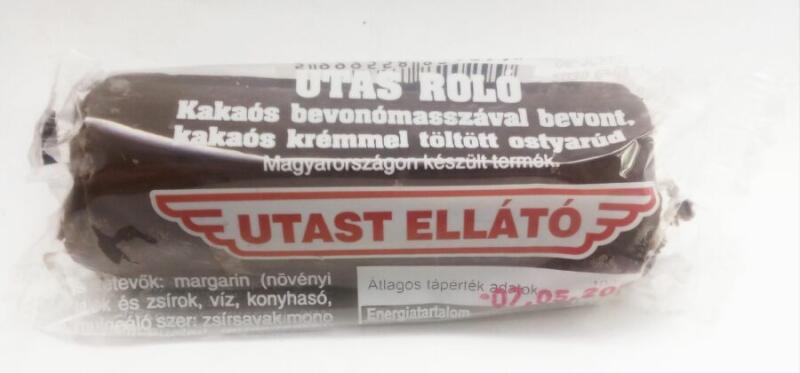 UTAS ROLÓ
Kakaós bevonómasszával bevont,
kakaós krémmel töltött ostyarúd
Magyarországon készült termék.
UTAST ELLÁTÓ
margarin (növényi
és zsírok, víz, konyhasó,
szer: zsírsavak mono
Átlagos tápérték adatok
Energiatartalom